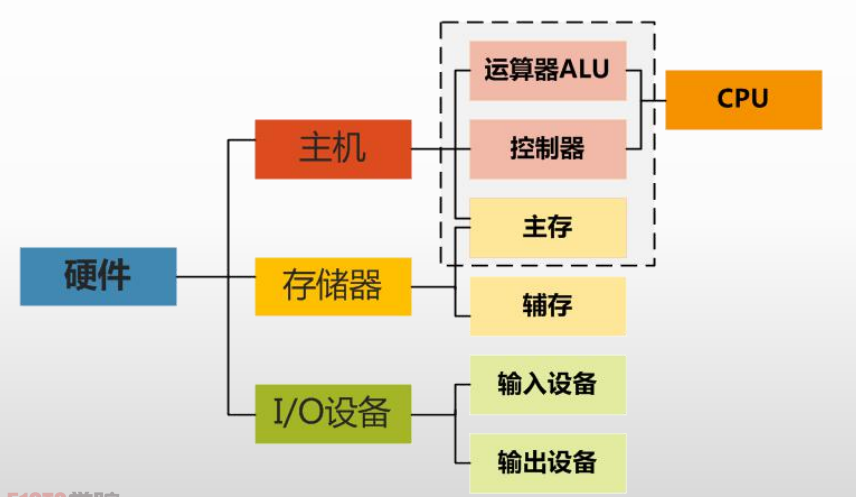 运算器ALU
CPU
主机
控制器
主存
硬件
存储器
辅存
输入设备
I/O设备
输出设备